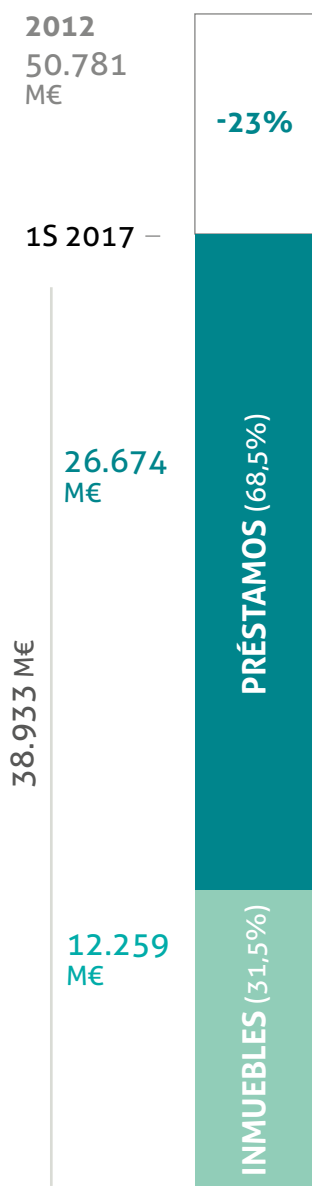 2012
50.781
M€
-23%
1S 2017
26.674
M€
PRÉSTAMOS (68,5%)
38.933 M€
12.259
M€
INMUEBLES (31,5%)